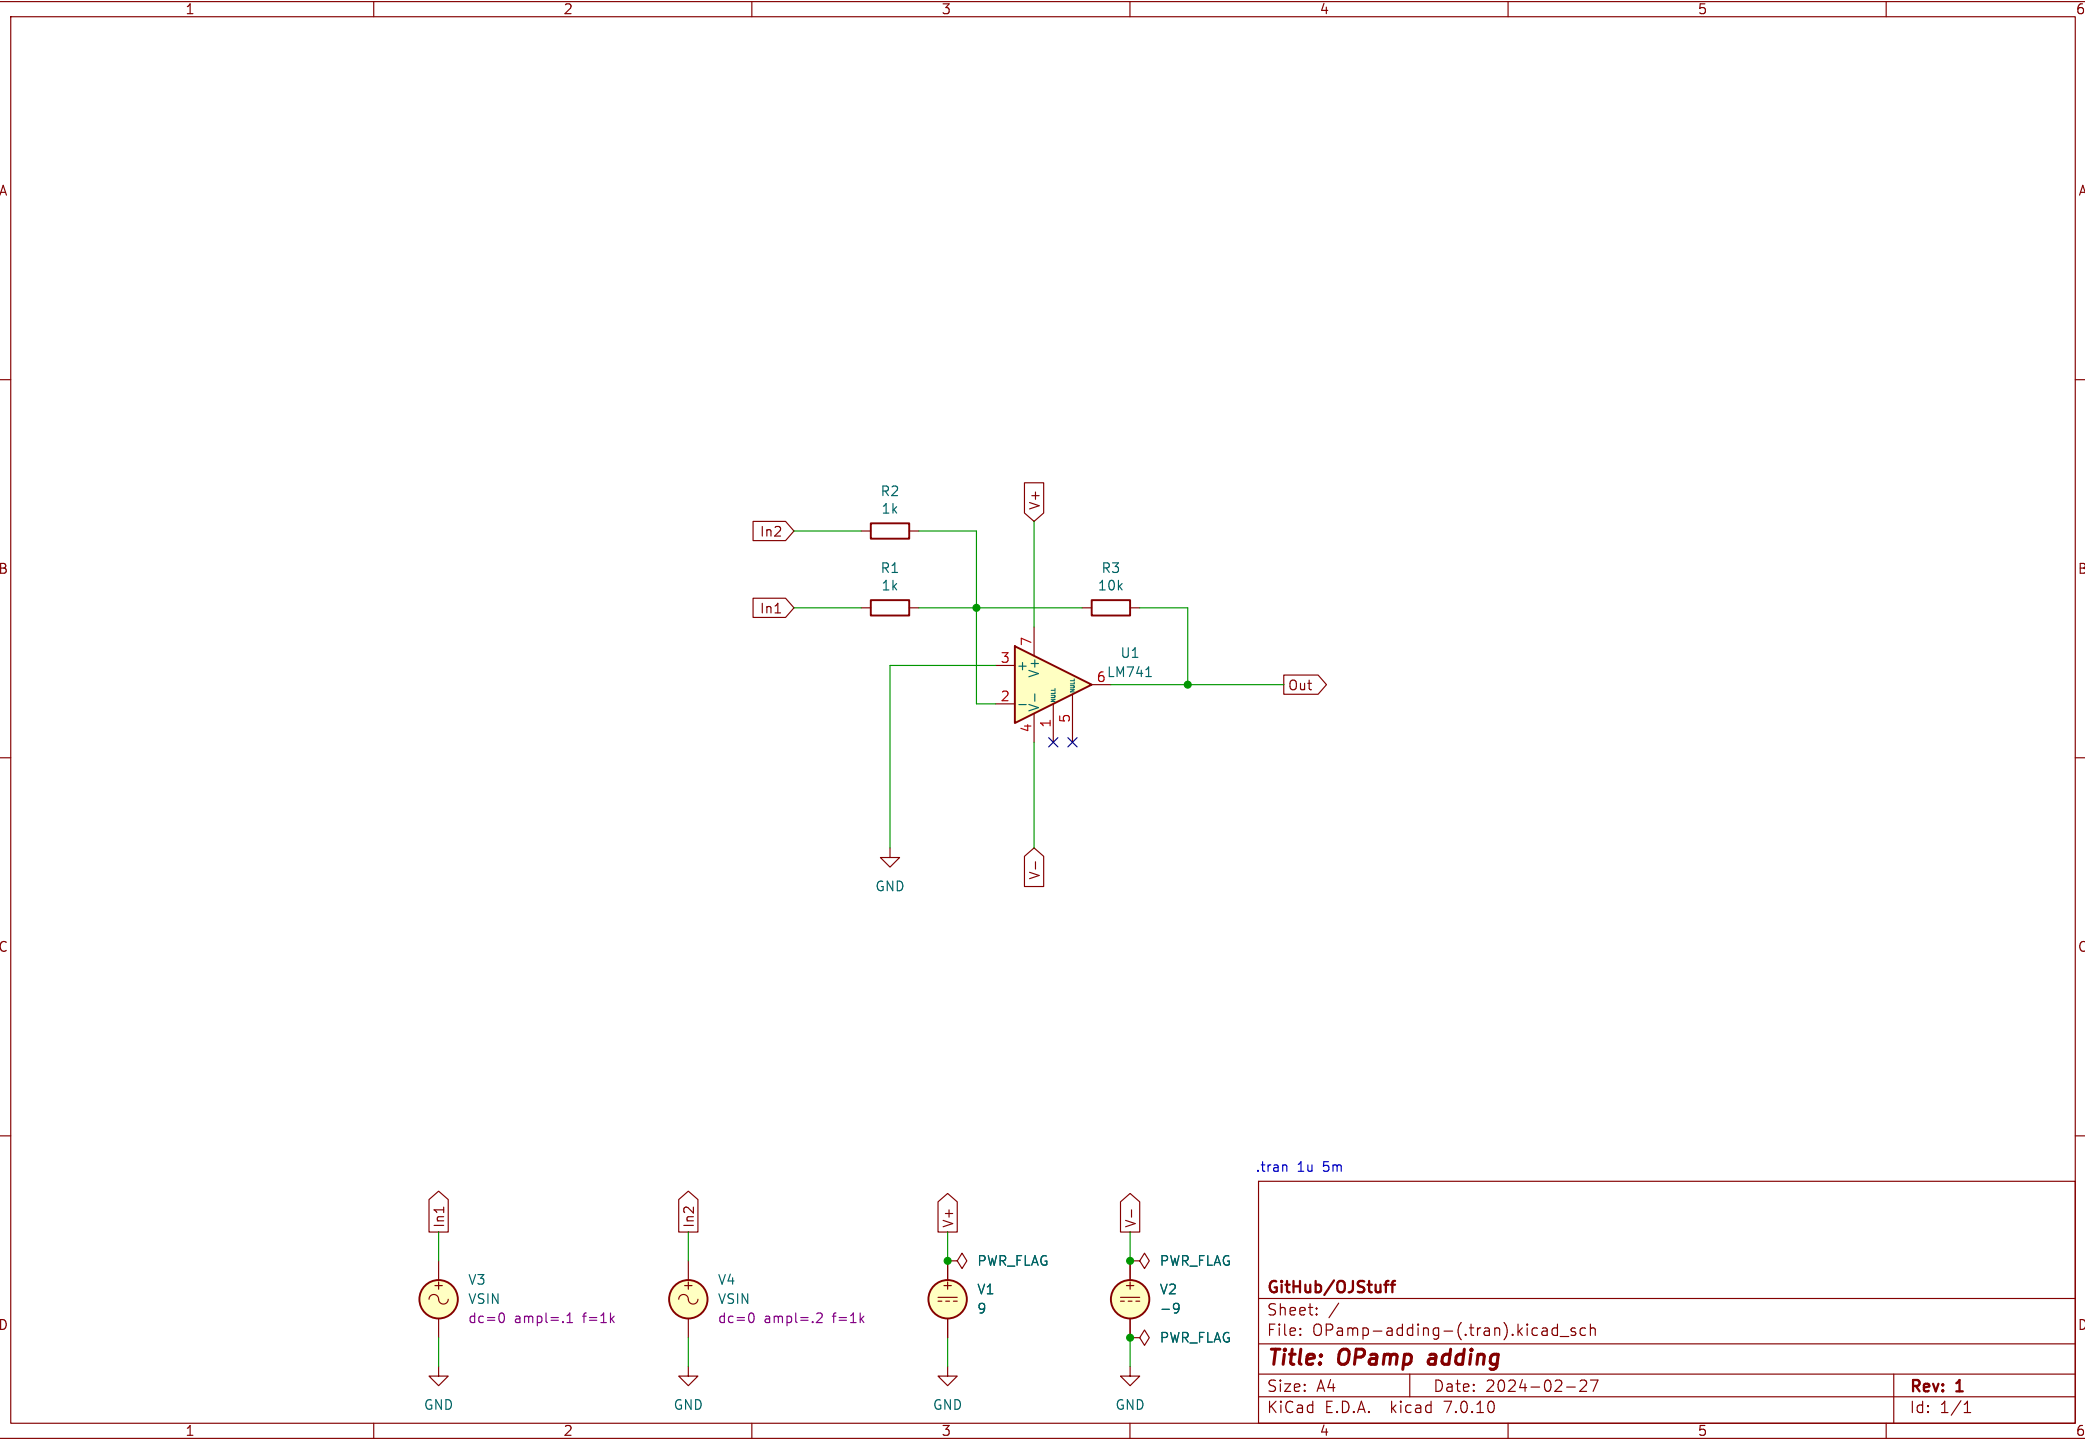 1 2 3 4 5 6
A A
R2
1k
V+
In2
B B
R1
1k
R3
10k
In1
7
3 + V+
U1
LM741
NULL NULL
6
Out
2 - V-
4 1 5
GND
V-
C C
.tran 1u 5m
In1 In2 V+ V-
PWR_FLAG PWR_FLAG
V3
VSIN
dc=0 ampl=.1 f=1k
V4
VSIN
dc=0 ampl=.2 f=1k
V1
9
V2
-9
PWR_FLAG
GND GND GND GND
D D
GitHub/OJStuff
Sheet: /
File: OPamp-adding-(.tran).kicad_sch
Title: OPamp adding
Size: A4 Date: 2024-02-27 Rev: 1
KiCad E.D.A. kicad 7.0.10 Id: 1/1
1 2 3 4 5 6